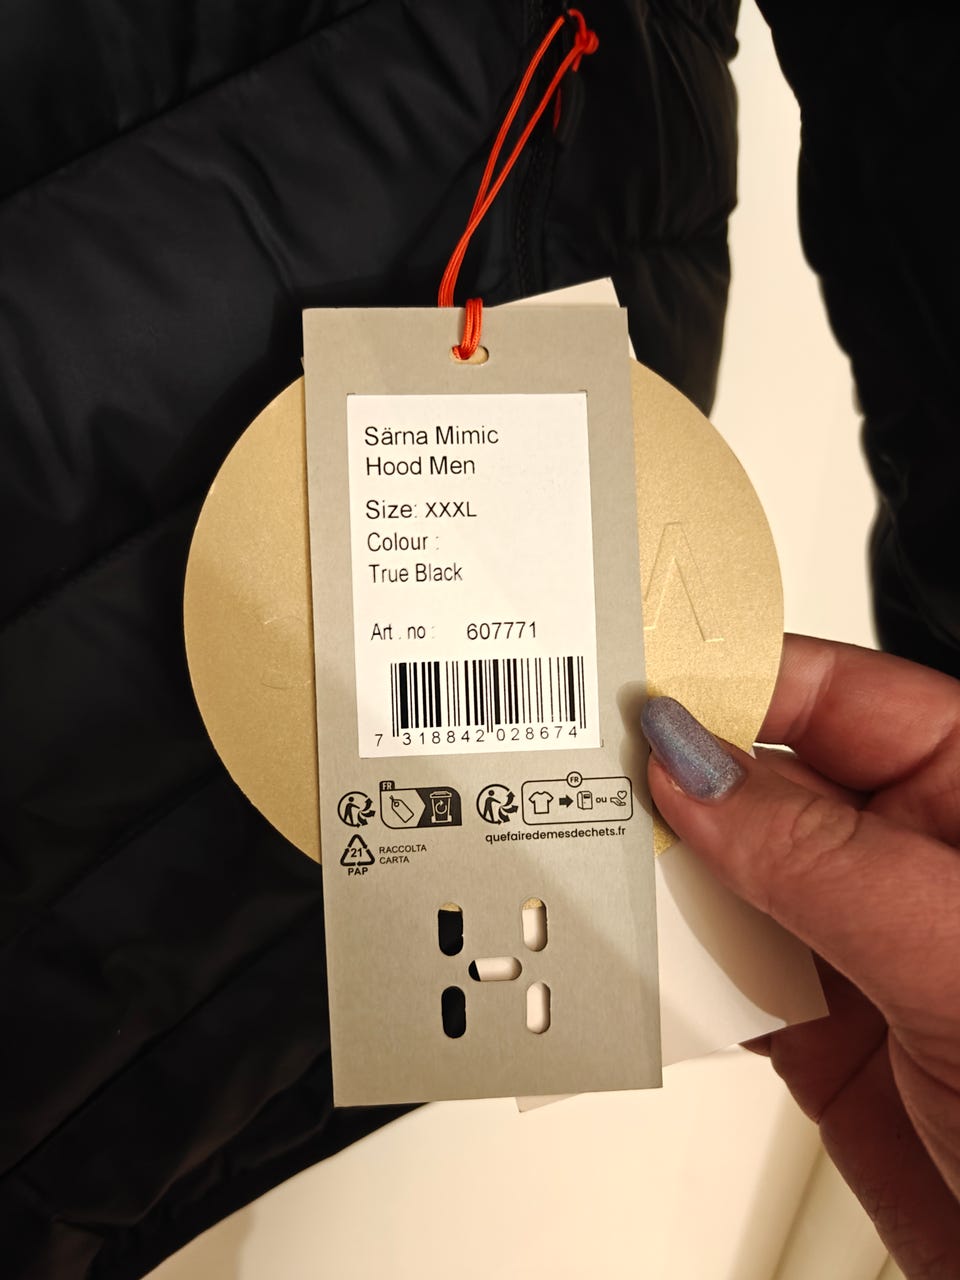 Särna Mimic
Hood Men
Size: XXXL
Colour :
True Black
Art . no : 607771
7 318842 028674
FR
FR
ou
quefairedemesdechets.fr
21
PAP
RACCOLTA
CARTA